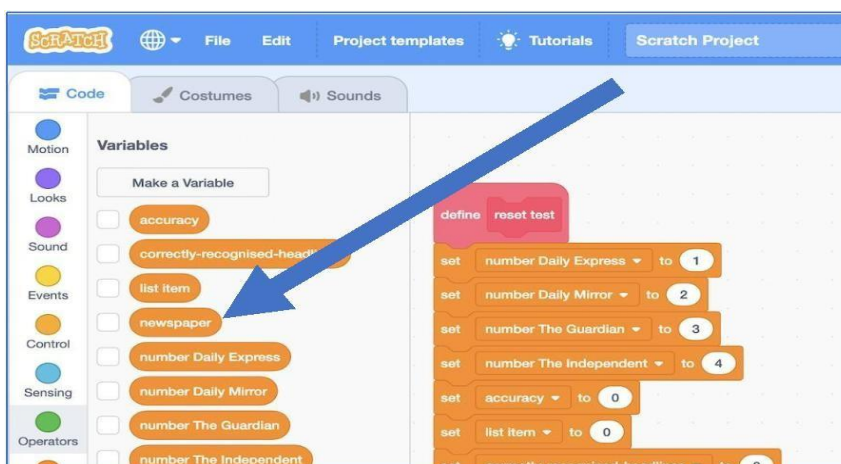 SCRATCH File Edit Project templates Tutorials Scratch Project
Code Costumes Sounds
Motion
Looks
Sound
Events
Control
Sensing
Operators
Variables
Make a Variable
accuracy
list item
newspaper
number Daily Express
number Daily Mirror
number The Guardian
number The Independent
define reset test
set number Daily Express to 1
set number Daily Mirror to 2
set number The Guardian to 3
set number The Independent to 4
set accuracy to 0
set list item to 0